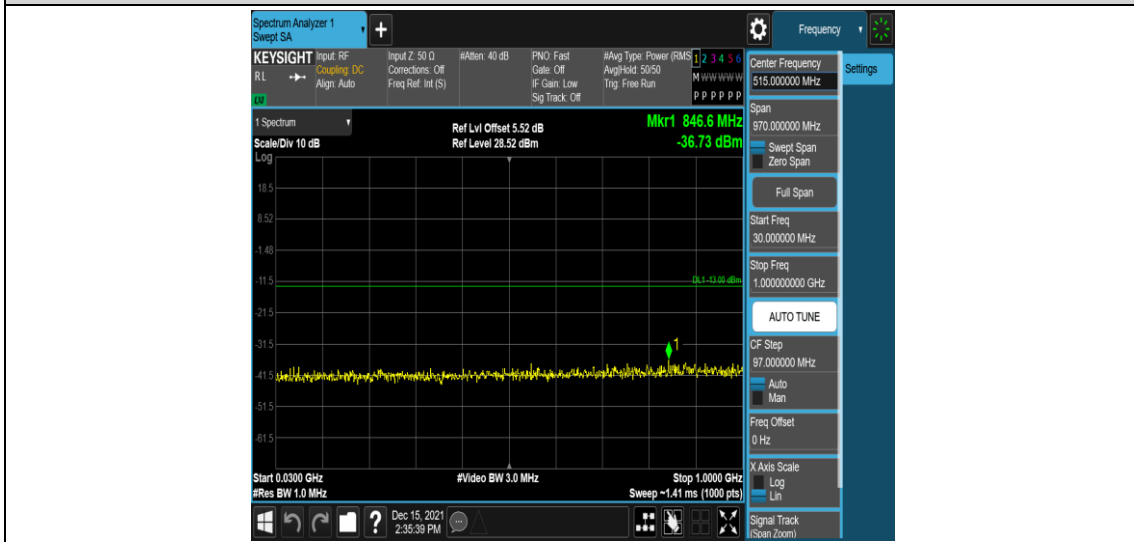 Spectrum Analyzer 1
Swept SA
+
Frequency
KEYSIGHT
RL
Input: RF
Coupling: DC
Align: Auto
Input Z: 50 Ω
Corrections: Off
Freq Ref: Int (S)
#Atten: 40 dB
PNO: Fast
Gate: Off
IF Gain: Low
Sig Track: Off
#Avg Type: Power (RMS
Avg|Hold: 50/50
Trig: Free Run
1 2 3 4 5 6
M W W W W W
P P P P P P
1 Spectrum
Scale/Div 10 dB
Log
Ref Lvl Offset 5.52 dB
Ref Level 28.52 dBm
Mkr1 846.6 MHz
-36.73 dBm
18.5
8.52
-1.48
-11.5
-21.5
-31.5
-41.5
-51.5
-61.5
DL1 -13.00 dBm
1
Start 0.0300 GHz
#Res BW 1.0 MHz
#Video BW 3.0 MHz
Stop 1.0000 GHz
Sweep ~1.41 ms (1000 pts)
Center Frequency
515.000000 MHz
Settings
Span
970.000000 MHz
Swept Span
Zero Span
Full Span
Start Freq
30.000000 MHz
Stop Freq
1.000000000 GHz
AUTO TUNE
CF Step
97.000000 MHz
Auto
Man
Freq Offset
0 Hz
X Axis Scale
Log
Lin
Signal Track
(Span Zoom)
?
Dec 15, 2021
2:35:39 PM